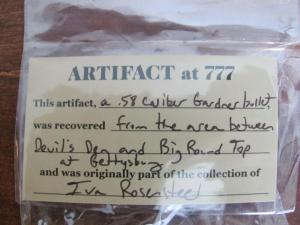 ARTIFACT at 777
This artifact, a .58 caliber Gardner bullet,
was recovered from the area between
Devil's Den and Big Round Top
at Gettysburg
and was originally part of the collection of
Iva Rosensteel